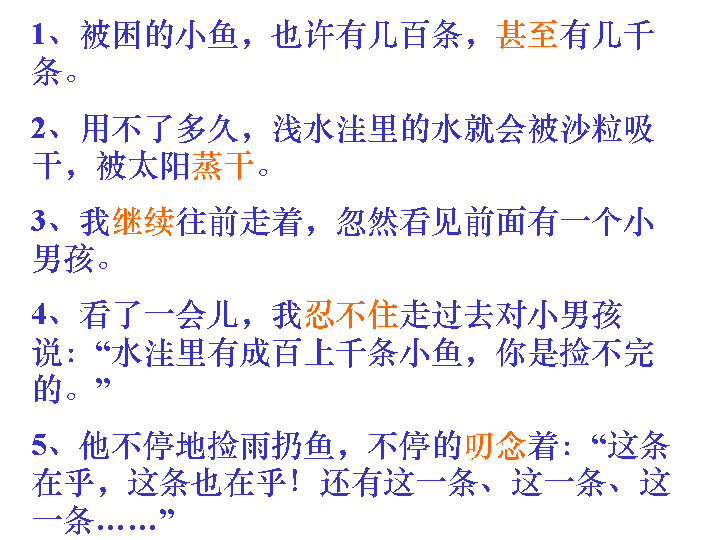 1、被困的小鱼，也许有几百条，甚至有几千
条。
2、用不了多久，浅水洼里的水就会被沙粒吸
干，被太阳蒸干。
3、我继续往前走着，忽然看见前面有一个小
男孩。
4、看了一会儿，我忍不住走过去对小男孩
说：“水洼里有成百上千条小鱼，你是捡不完
的。”
5、他不停地捡雨扔鱼，不停的叨念着：“这条
在乎，这条也在乎！还有这一条、这一条、这
一条……”